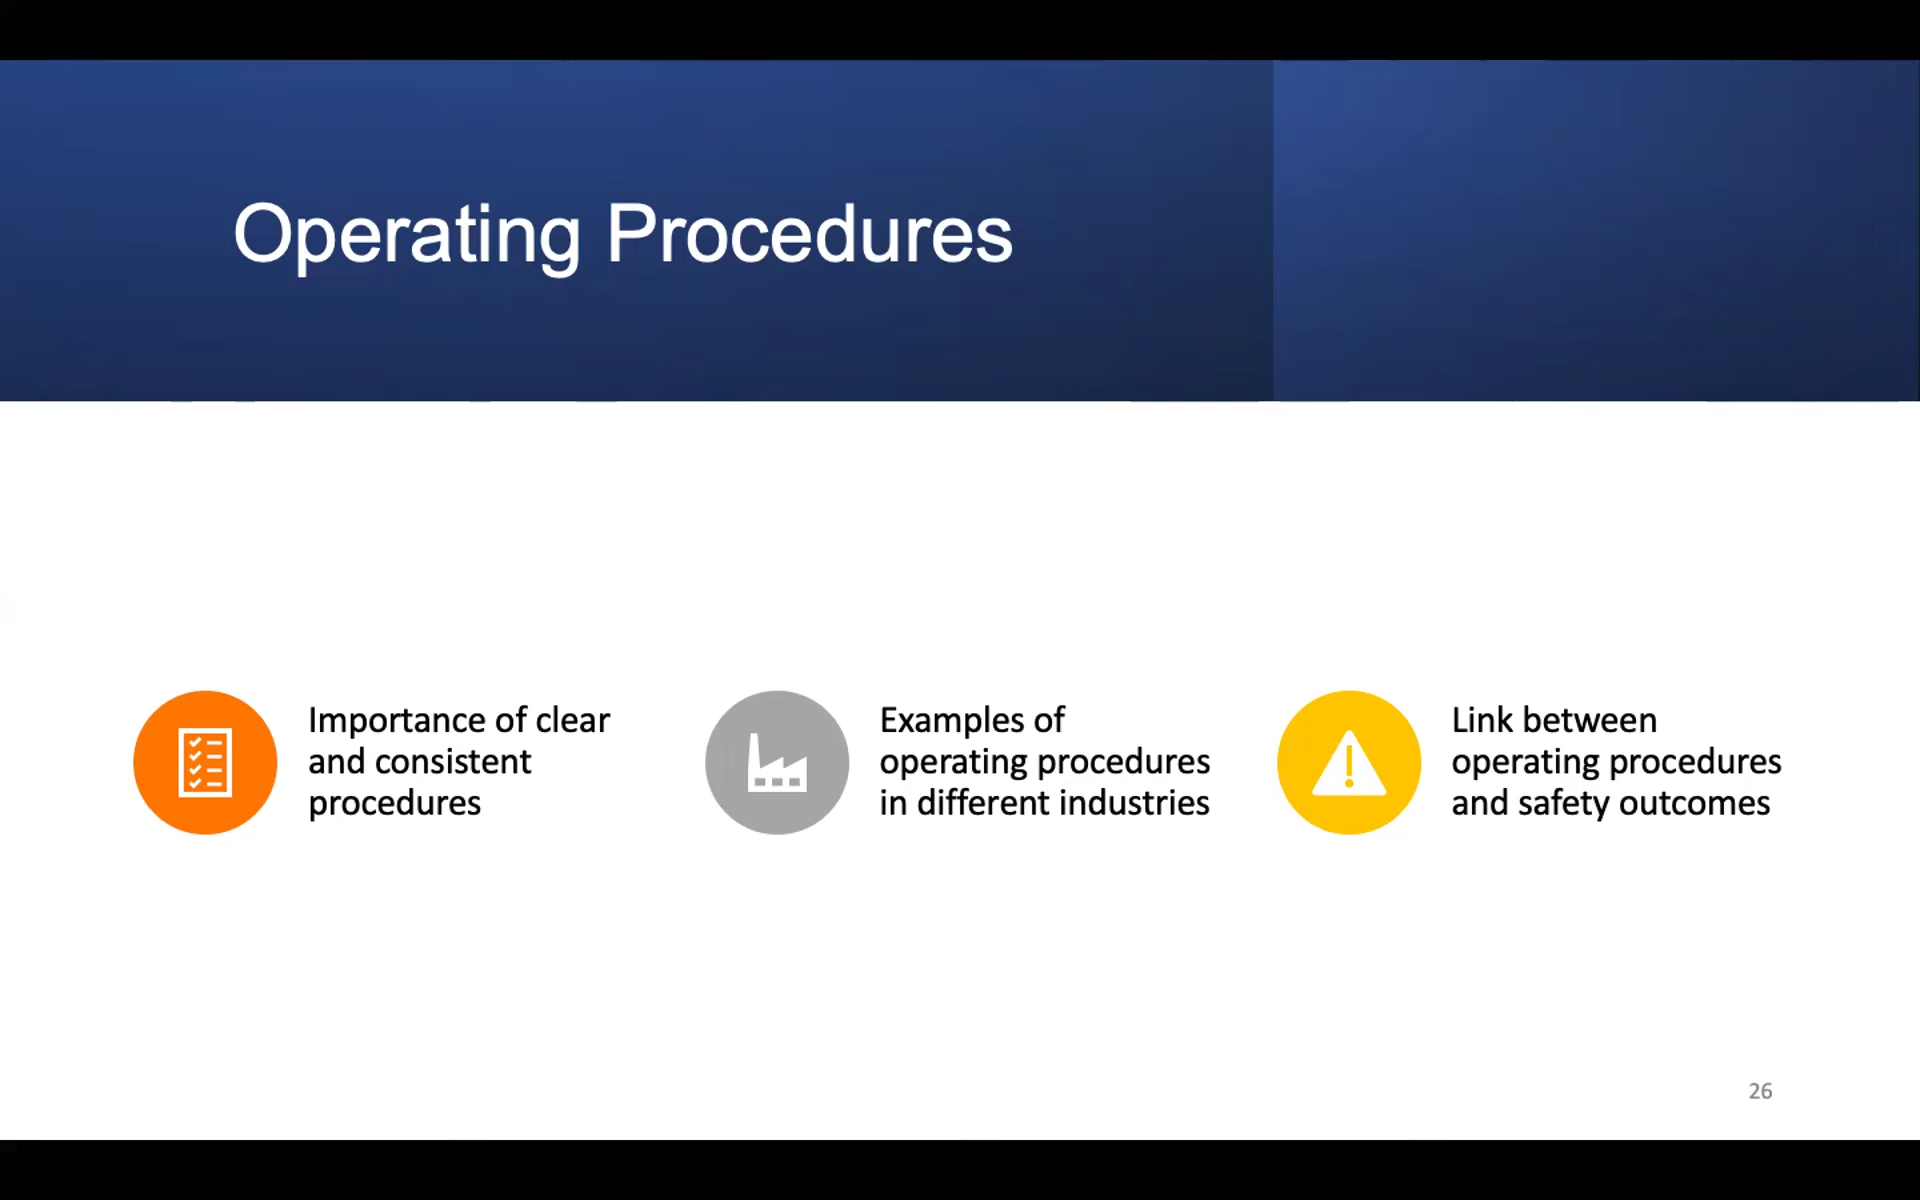 Operating Procedures
Importance of clear
and consistent
procedures
Examples of
operating procedures
in different industries
Link between
operating procedures
and safety outcomes
26